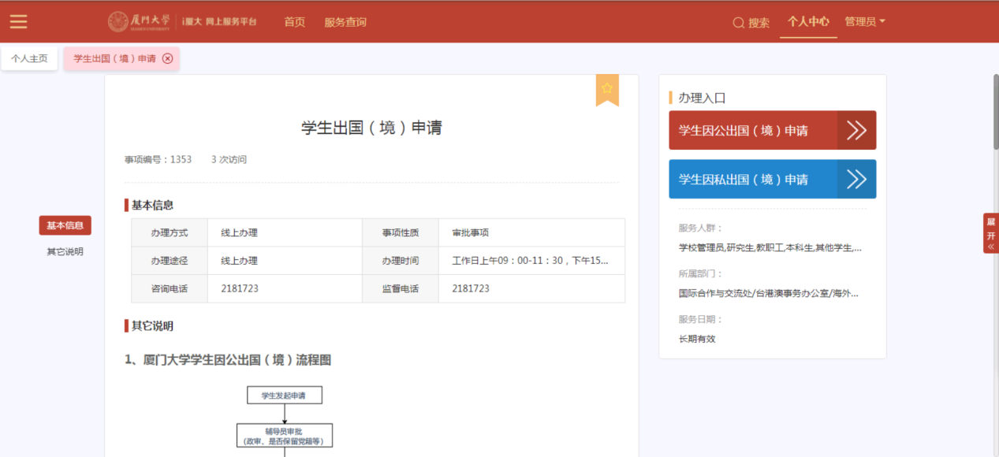 厦门大学
XIAMEN UNIVERSITY
i厦大 网上服务平台
首页
服务查询
搜索
个人中心
管理员
个人主页
学生出国（境）申请
学生出国（境）申请
事项编号：1353 3 次访问
基本信息
其它说明
基本信息
办理方式 线上办理 事项性质 审批事项
办理途径 线上办理 办理时间 工作日上午09：00-11：30，下午15...
咨询电话 2181723 监督电话 2181723
其它说明
1、厦门大学学生因公出国（境）流程图
学生发起申请
辅导员审批
(政审、是否保留党籍等)
办理入口
学生因公出国（境）申请
学生因私出国（境）申请
服务人群：
学校管理员,研究生,教职工,本科生,其他学生,...
所属部门：
国际合作与交流处/台港澳事务办公室/海外...
服务日期：
长期有效
展
开